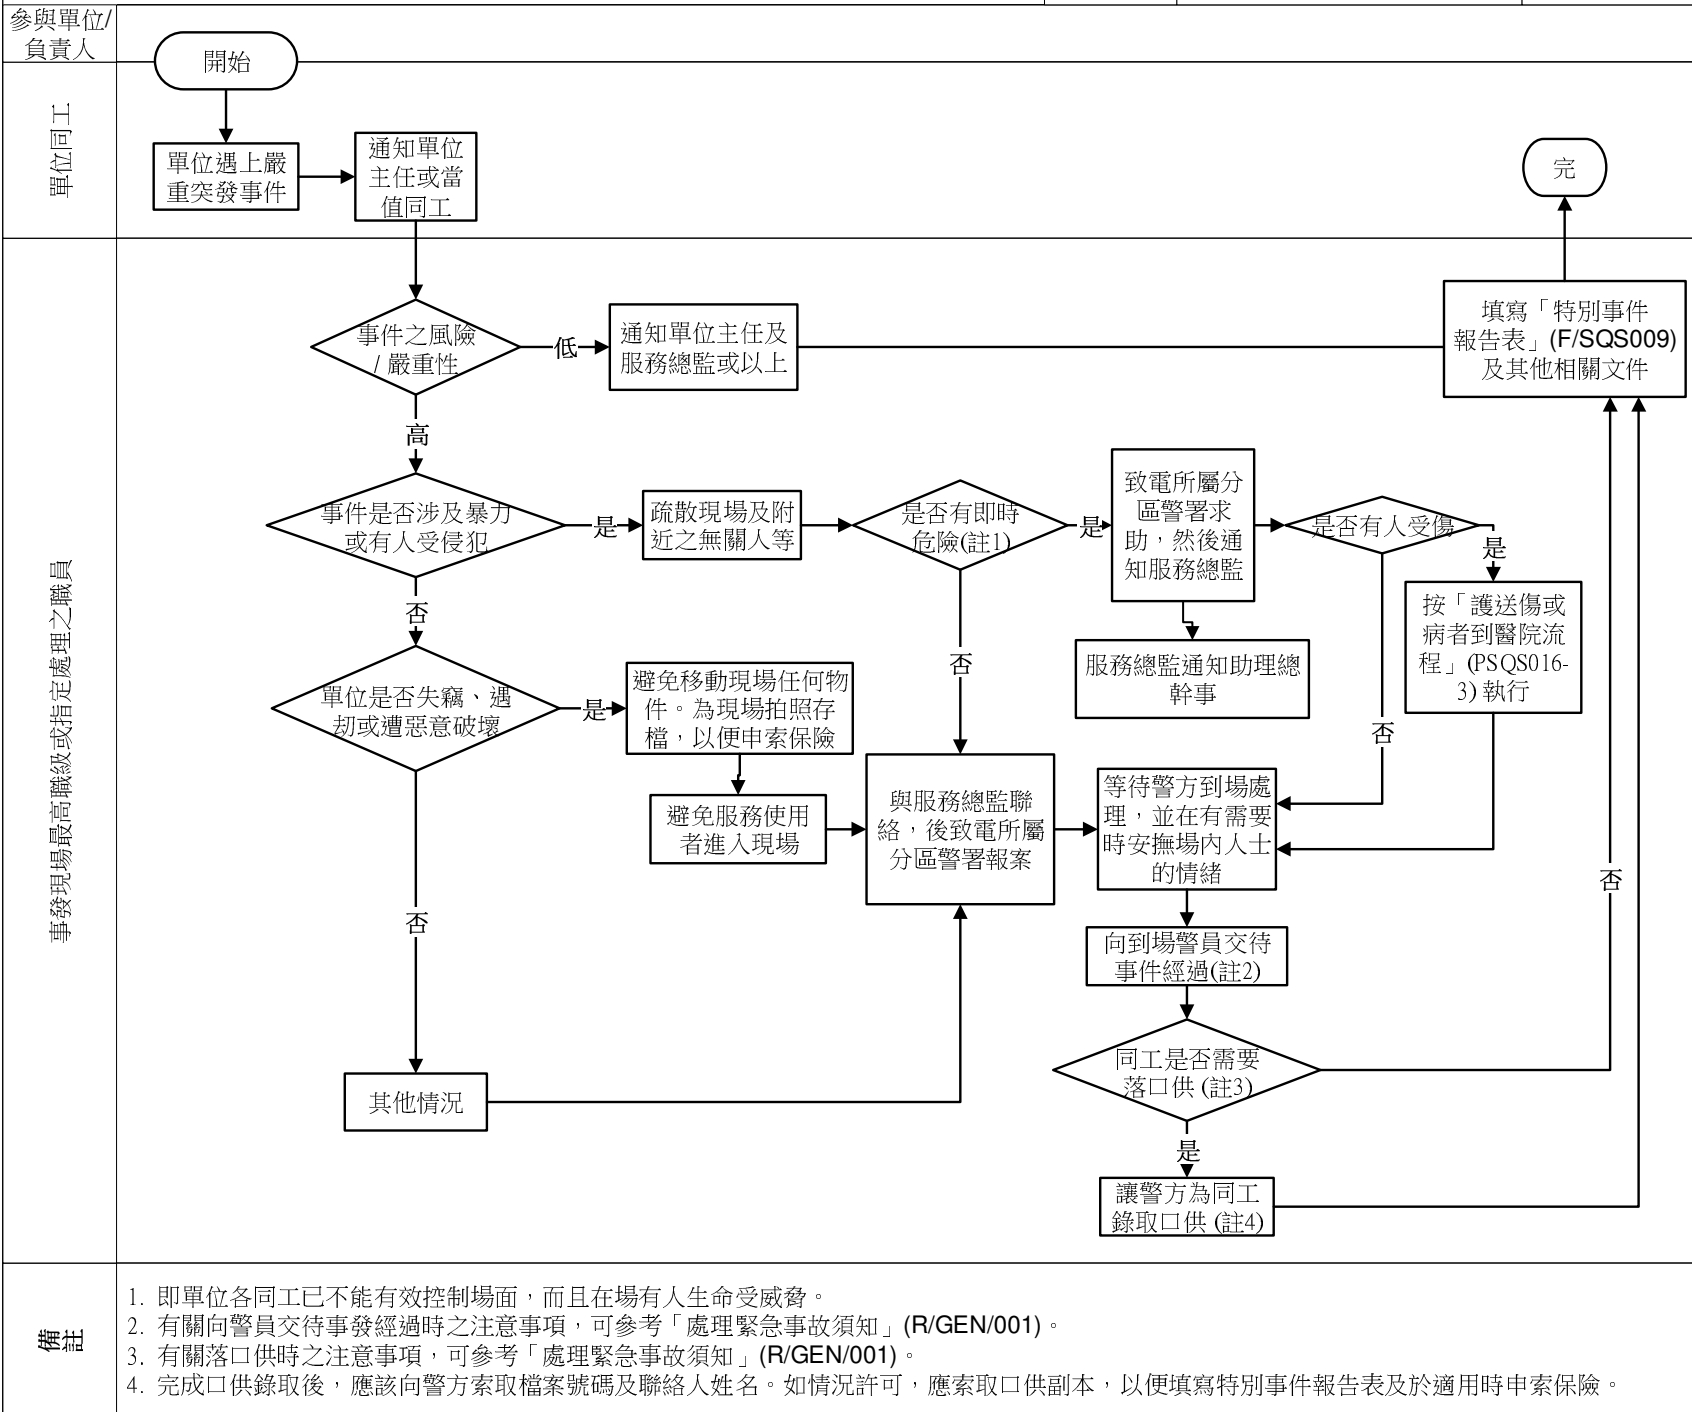 參與單位/
負責人
開始
單位同工
單位遇上嚴
重突發事件
通知單位
主任或當
值同工
完
事發現場最高職級或指定處理之職員
事件之風險
/ 嚴重性
低
通知單位主任及
服務總監或以上
填寫「特別事件
報告表」(F/SQS009)
及其他相關文件
高
事件是否涉及暴力
或有人受侵犯
是
疏散現場及附
近之無關人等
是否有即時
危險(註1)
是
致電所屬分
區警署求
助，然後通
知服務總監
是否有人受傷
是
按「護送傷或
病者到醫院流
程」(PSQS016-
3) 執行
否
否
服務總監通知助理總
幹事
否
單位是否失竊、遇
刧或遭惡意破壞
是
避免移動現場任何物
件。為現場拍照存
檔，以便申索保險
避免服務使用
者進入現場
與服務總監聯
絡，後致電所屬
分區警署報案
等待警方到場處
理，並在有需要
時安撫場內人士
的情緒
否
否
向到場警員交待
事件經過(註2)
同工是否需要
落口供 (註3)
其他情況
是
讓警方為同工
錄取口供 (註4)
備註
1. 即單位各同工已不能有效控制場面，而且在場有人生命受威脅。
2. 有關向警員交待事發經過時之注意事項，可參考「處理緊急事故須知」(R/GEN/001)。
3. 有關落口供時之注意事項，可參考「處理緊急事故須知」(R/GEN/001)。
4. 完成口供錄取後，應該向警方索取檔案號碼及聯絡人姓名。如情況許可，應索取口供副本，以便填寫特別事件報告表及於適用時申索保險。